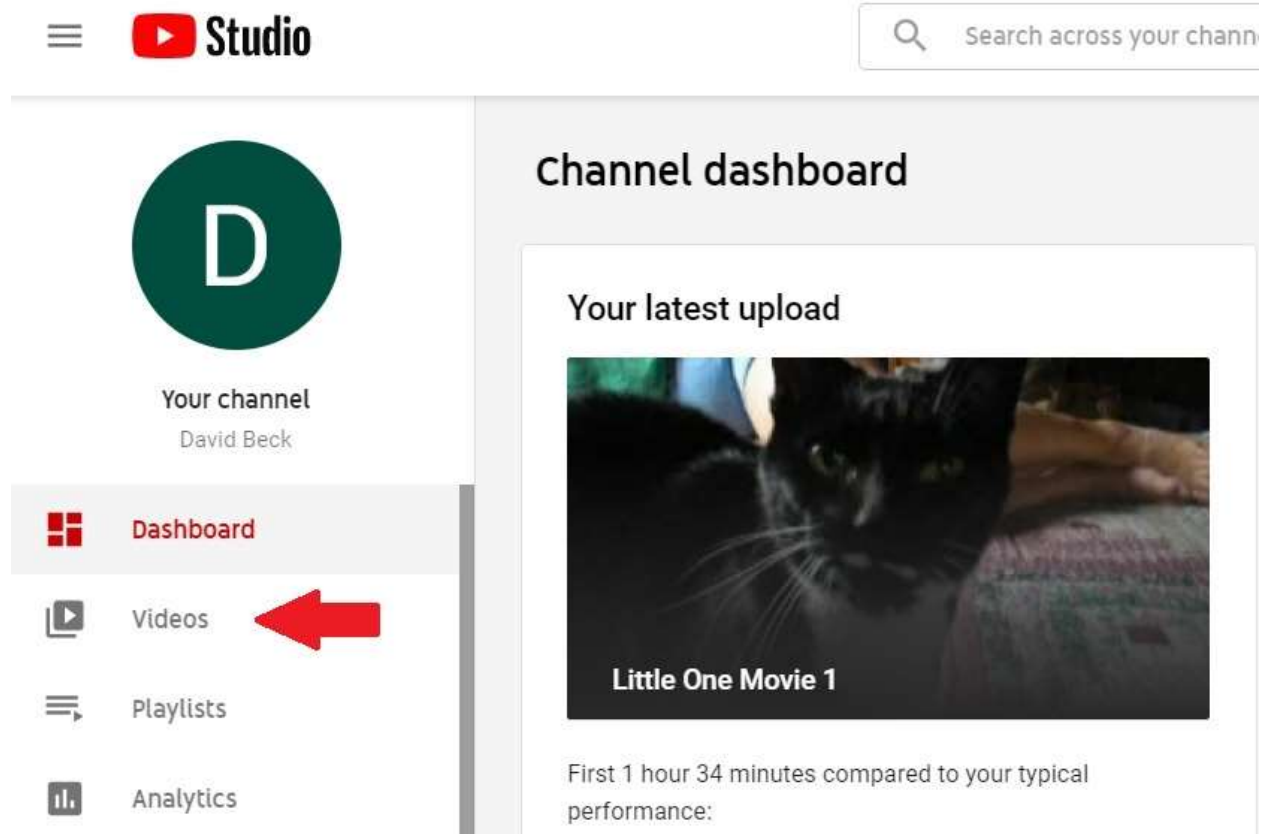 Studio
Search across your chann
D
Your channel
David Beck
Dashboard
Videos
Playlists
Analytics
Channel dashboard
Your latest upload
Little One Movie 1
First 1 hour 34 minutes compared to your typical
performance: